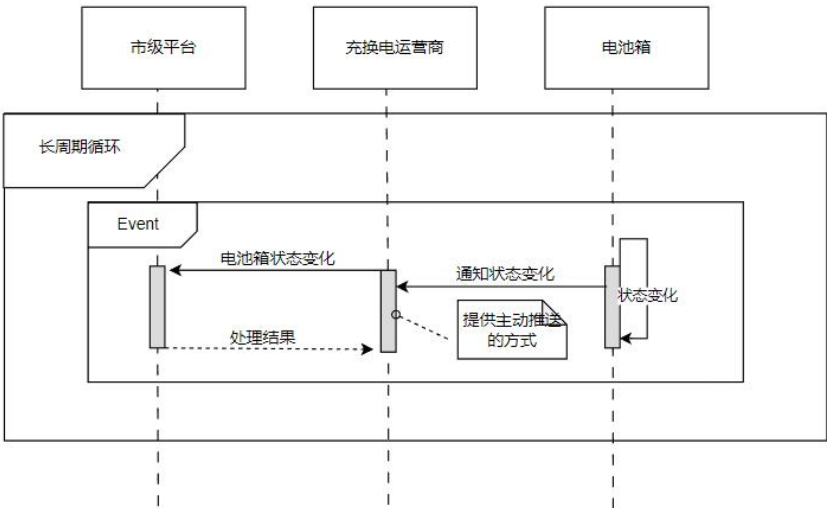 市级平台
充换电运营商
电池箱
长周期循环
Event
电池箱状态变化
通知状态变化
状态变化
提供主动推送
的方式
处理结果